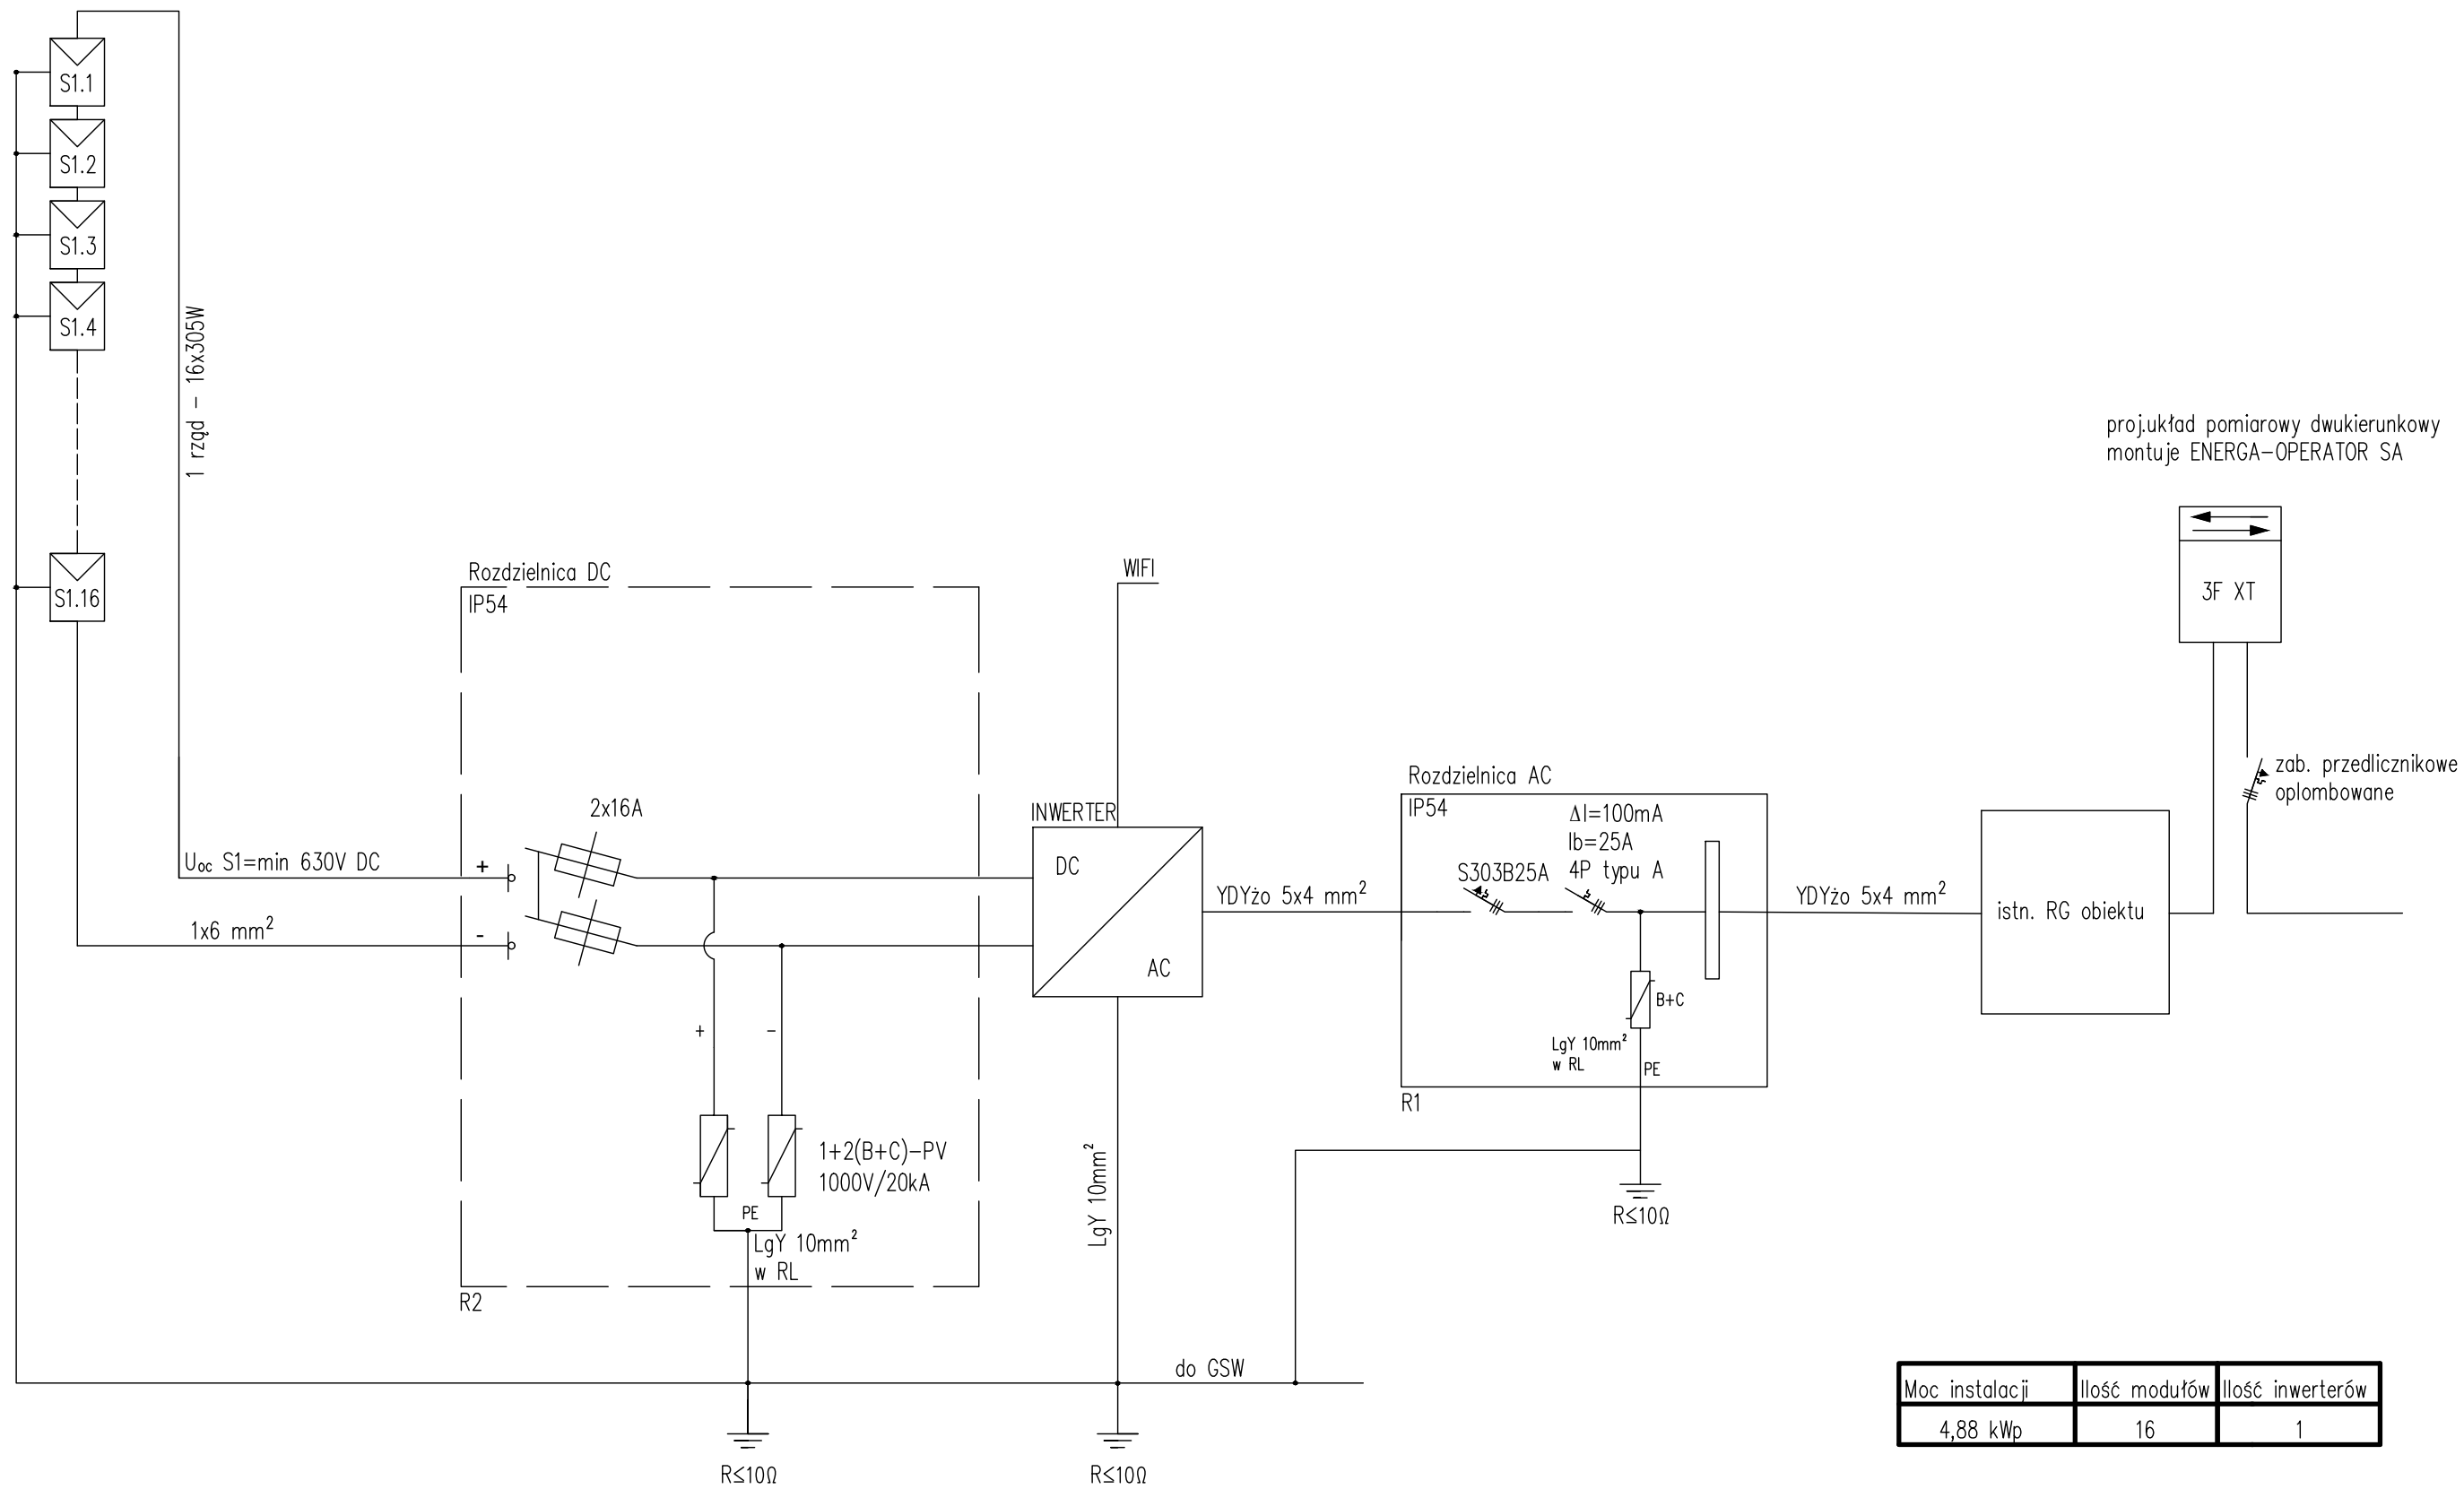 S1.1
S1.2
S1.3
S1.4
S1.16
1 rząd - 16x305W
Uoc S1=min 630V DC
1x6 mm²
Rozdzielnica DC
IP54
2x16A
+
-
+
-
1+2(B+C)-PV
1000V/20kA
PE
LgY 10mm²
w RL
R2
R≤10Ω
WIFI
INWERTER
DC
AC
LgY 10mm²
R≤10Ω
do GSW
YDYżo 5x4 mm²
Rozdzielnica AC
IP54
ΔI=100mA
Ib=25A
4P typu A
S303B25A
B+C
LgY 10mm²
w RL
PE
R1
R≤10Ω
YDYżo 5x4 mm²
istn. RG obiektu
proj.układ pomiarowy dwukierunkowy
montuje ENERGA-OPERATOR SA
3F XT
zab. przedlicznikowe
oplombowane
Moc instalacji Ilość modułów Ilość inwerterów
4,88 kWp 16 1